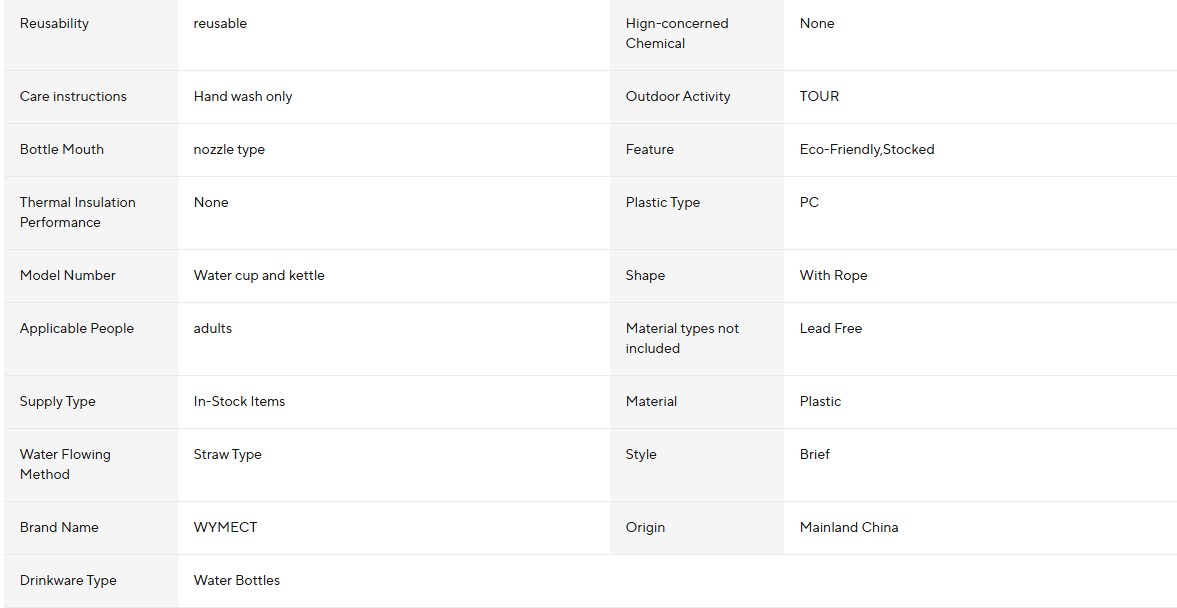 Reusability
reusable
Hign-concerned
Chemical
None
Care instructions
Hand wash only
Outdoor Activity
TOUR
Bottle Mouth
nozzle type
Feature
Eco-Friendly,Stocked
Thermal Insulation
Performance
None
Plastic Type
PC
Model Number
Water cup and kettle
Shape
With Rope
Applicable People
adults
Material types not
included
Lead Free
Supply Type
In-Stock Items
Material
Plastic
Water Flowing
Method
Straw Type
Style
Brief
Brand Name
WYMECT
Origin
Mainland China
Drinkware Type
Water Bottles